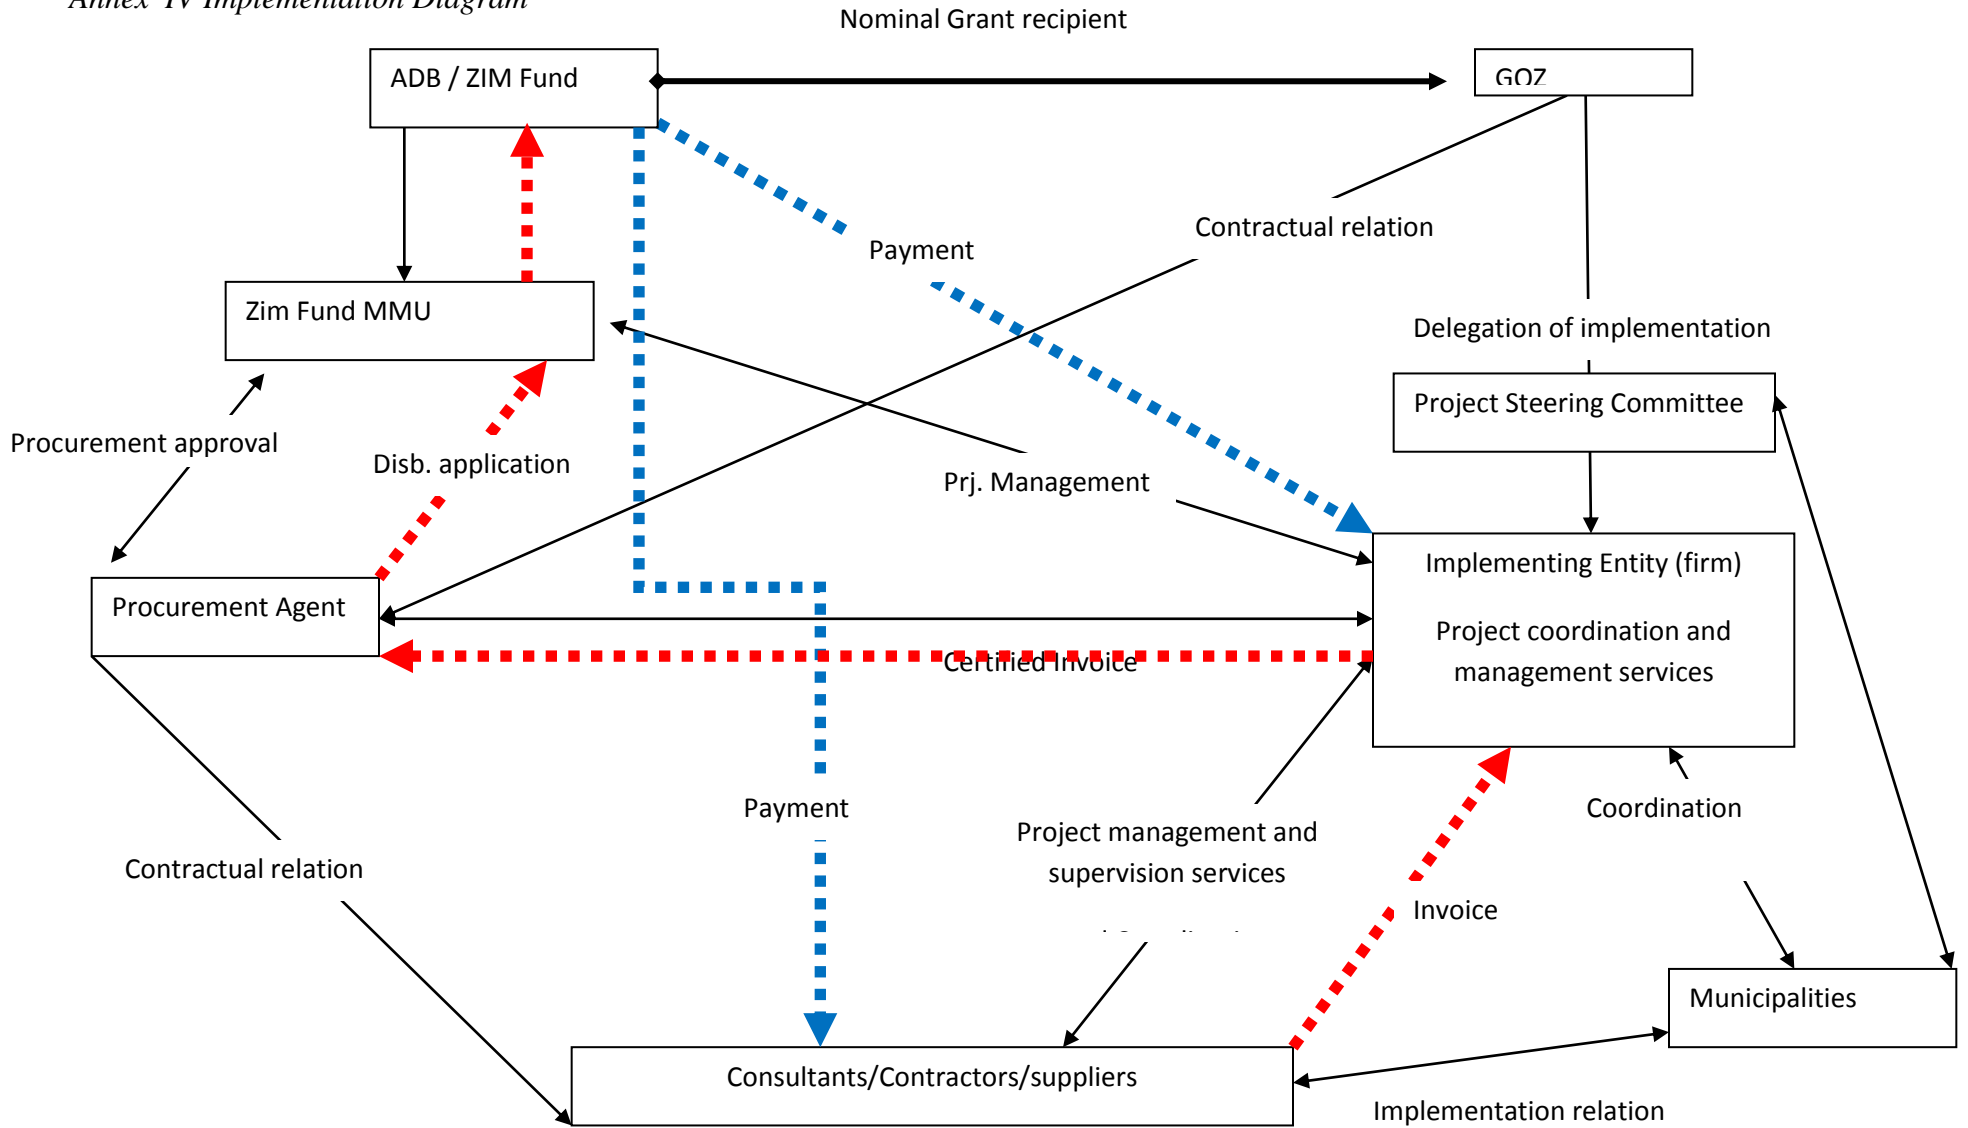 Annex IV Implementation Diagram
Nominal Grant recipient
ADB / ZIM Fund
GOZ
Contractual relation
Payment
Zim Fund MMU
Delegation of implementation
Project Steering Committee
Procurement approval
Disb. application
Prj. Management
Implementing Entity (firm)
Procurement Agent
Project coordination and
management services
Certified Invoice
Payment
Coordination
Project management and
supervision services
Contractual relation
Invoice
Municipalities
Consultants/Contractors/suppliers
Implementation relation